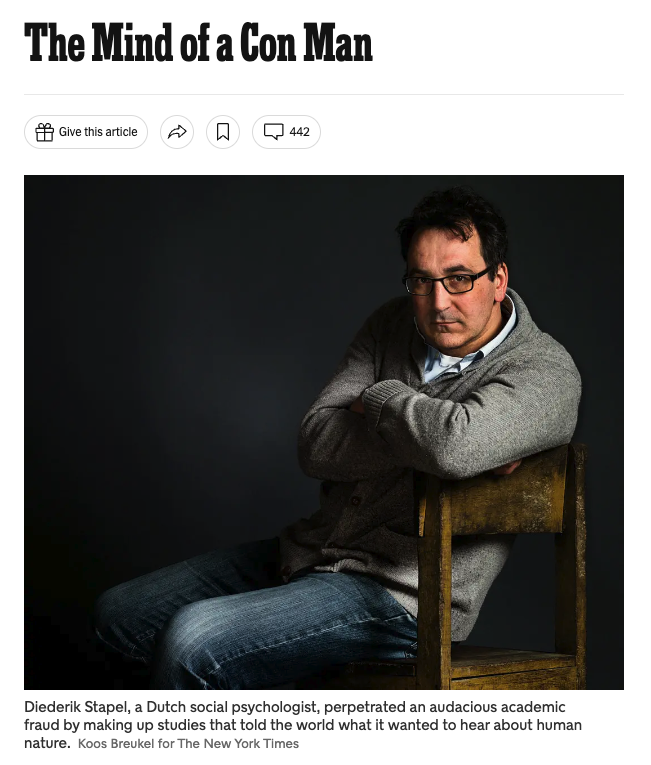 The Mind of a Con Man
Give this article
442
Diederik Stapel, a Dutch social psychologist, perpetrated an audacious academic
fraud by making up studies that told the world what it wanted to hear about human
nature. Koos Breukel for The New York Times